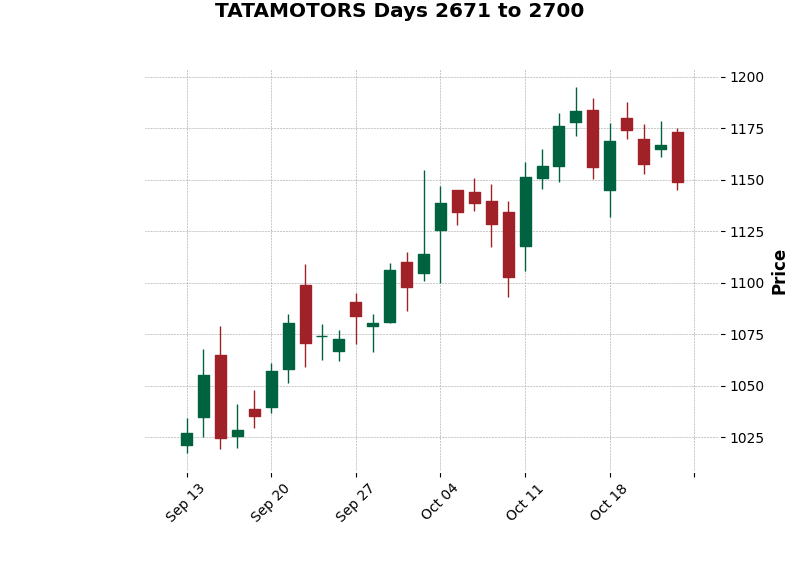 TATAMOTORS Days 2671 to 2700
1200
1175
1150
1125
1100
1075
1050
1025
Price
Sep 13
Sep 20
Sep 27
Oct 04
Oct 11
Oct 18